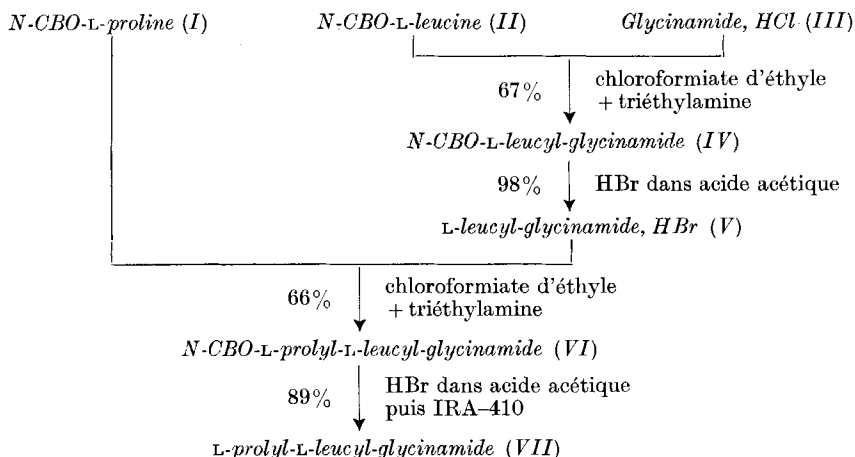 N-CBO-L-proline (I) N-CBO-L-leucine (II) Glycinamide, HCl (III)
67% chloroformiate d'éthyle
+ triéthylamine
N-CBO-L-leucyl-glycinamide (IV)
98% HBr dans acide acétique
L-leucyl-glycinamide, HBr (V)
66% chloroformiate d'éthyle
+ triéthylamine
N-CBO-L-prolyl-L-leucyl-glycinamide (VI)
89% HBr dans acide acétique
puis IRA-410
L-prolyl-L-leucyl-glycinamide (VII)